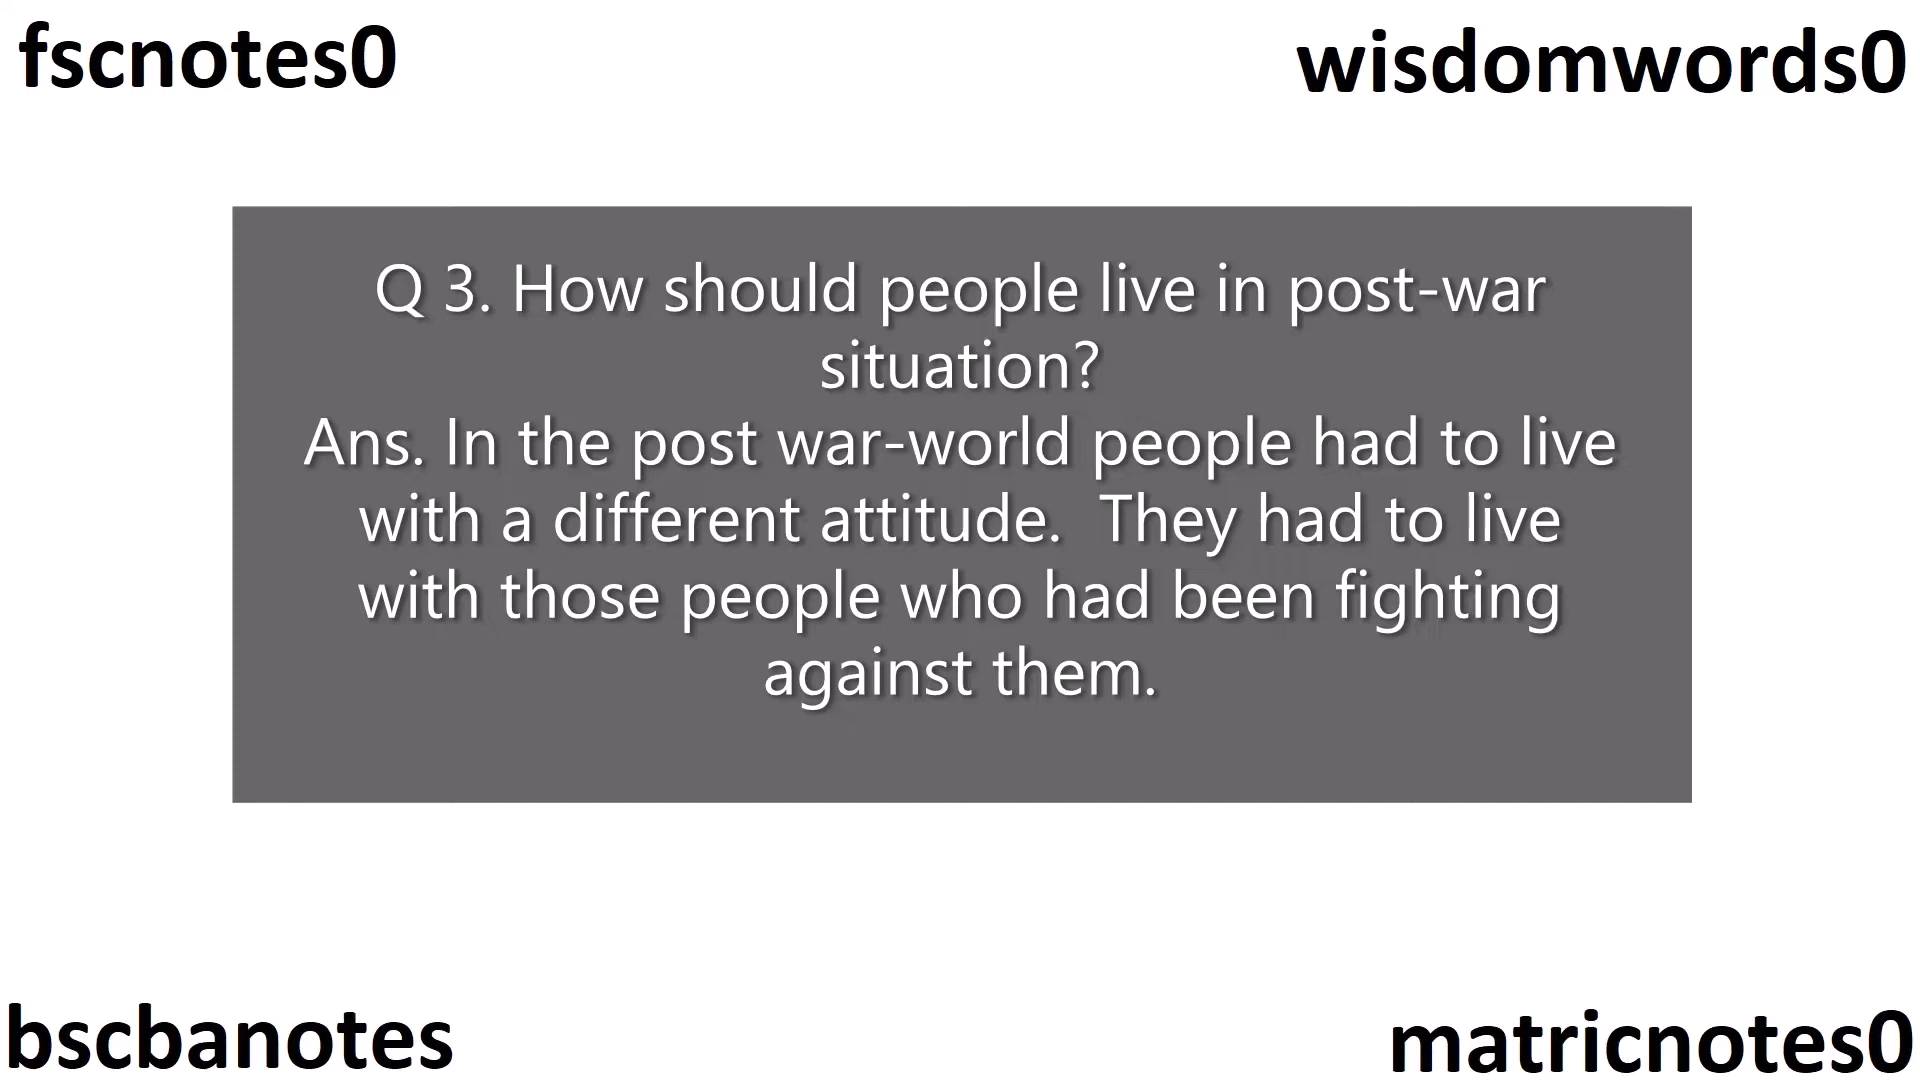 fscnotes0
wisdomwords0
Q 3. How should people live in post-war
situation?
Ans. In the post war-world people had to live
with a different attitude.  They had to live
with those people who had been fighting
against them.
bscbanotes
matricnotes0